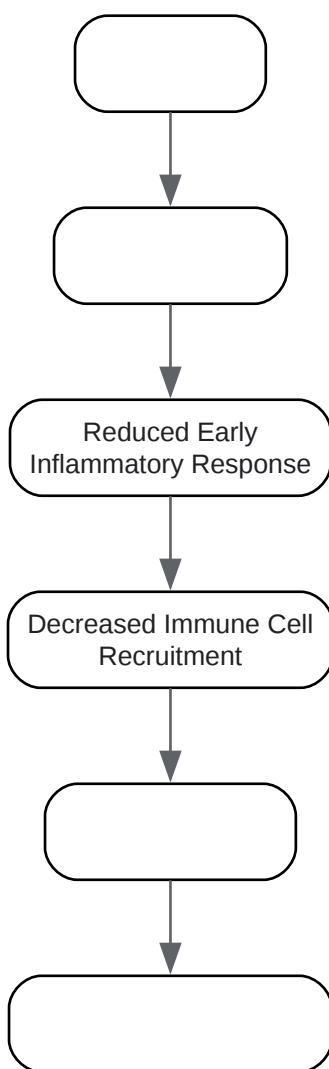 Reduced Early
Inflammatory Response
Decreased Immune Cell
Recruitment